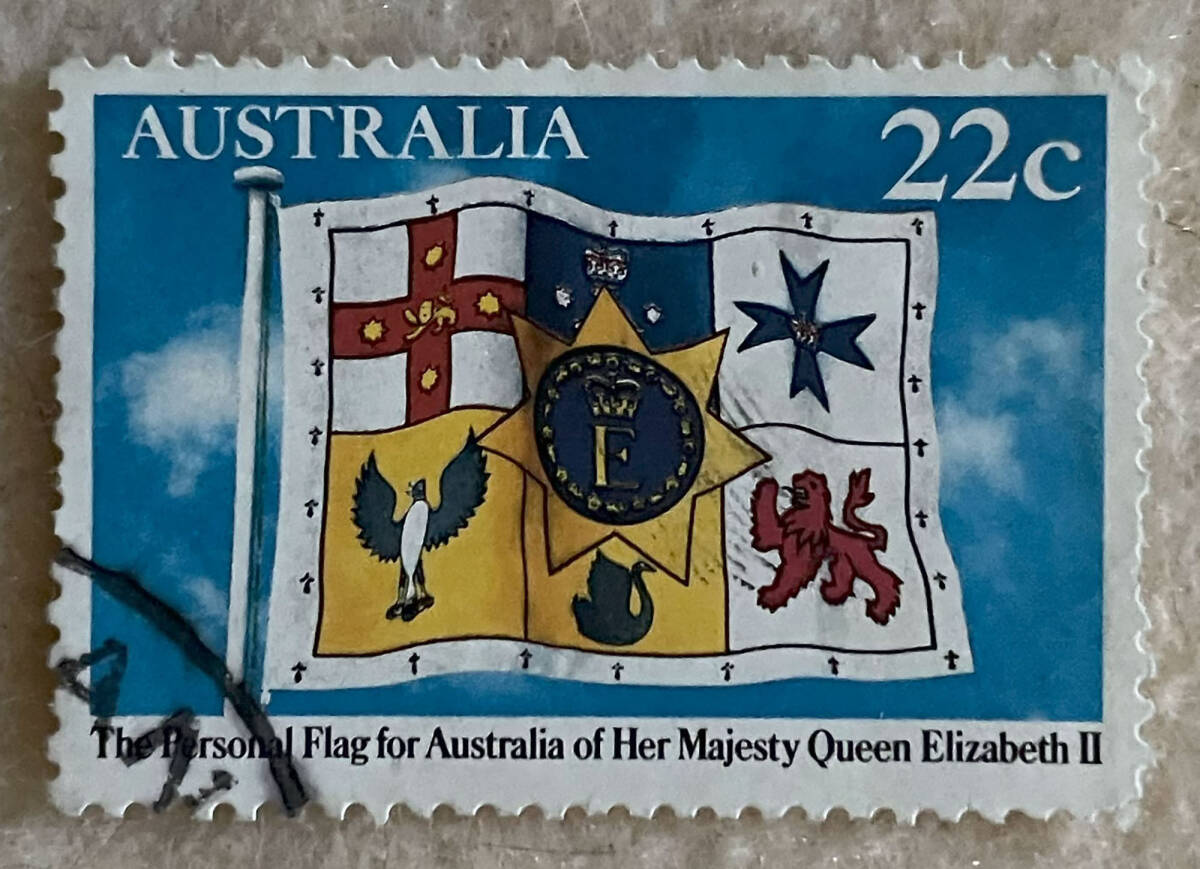 AUSTRALIA 22c
E
The Personal Flag for Australia of Her Majesty Queen Elizabeth II